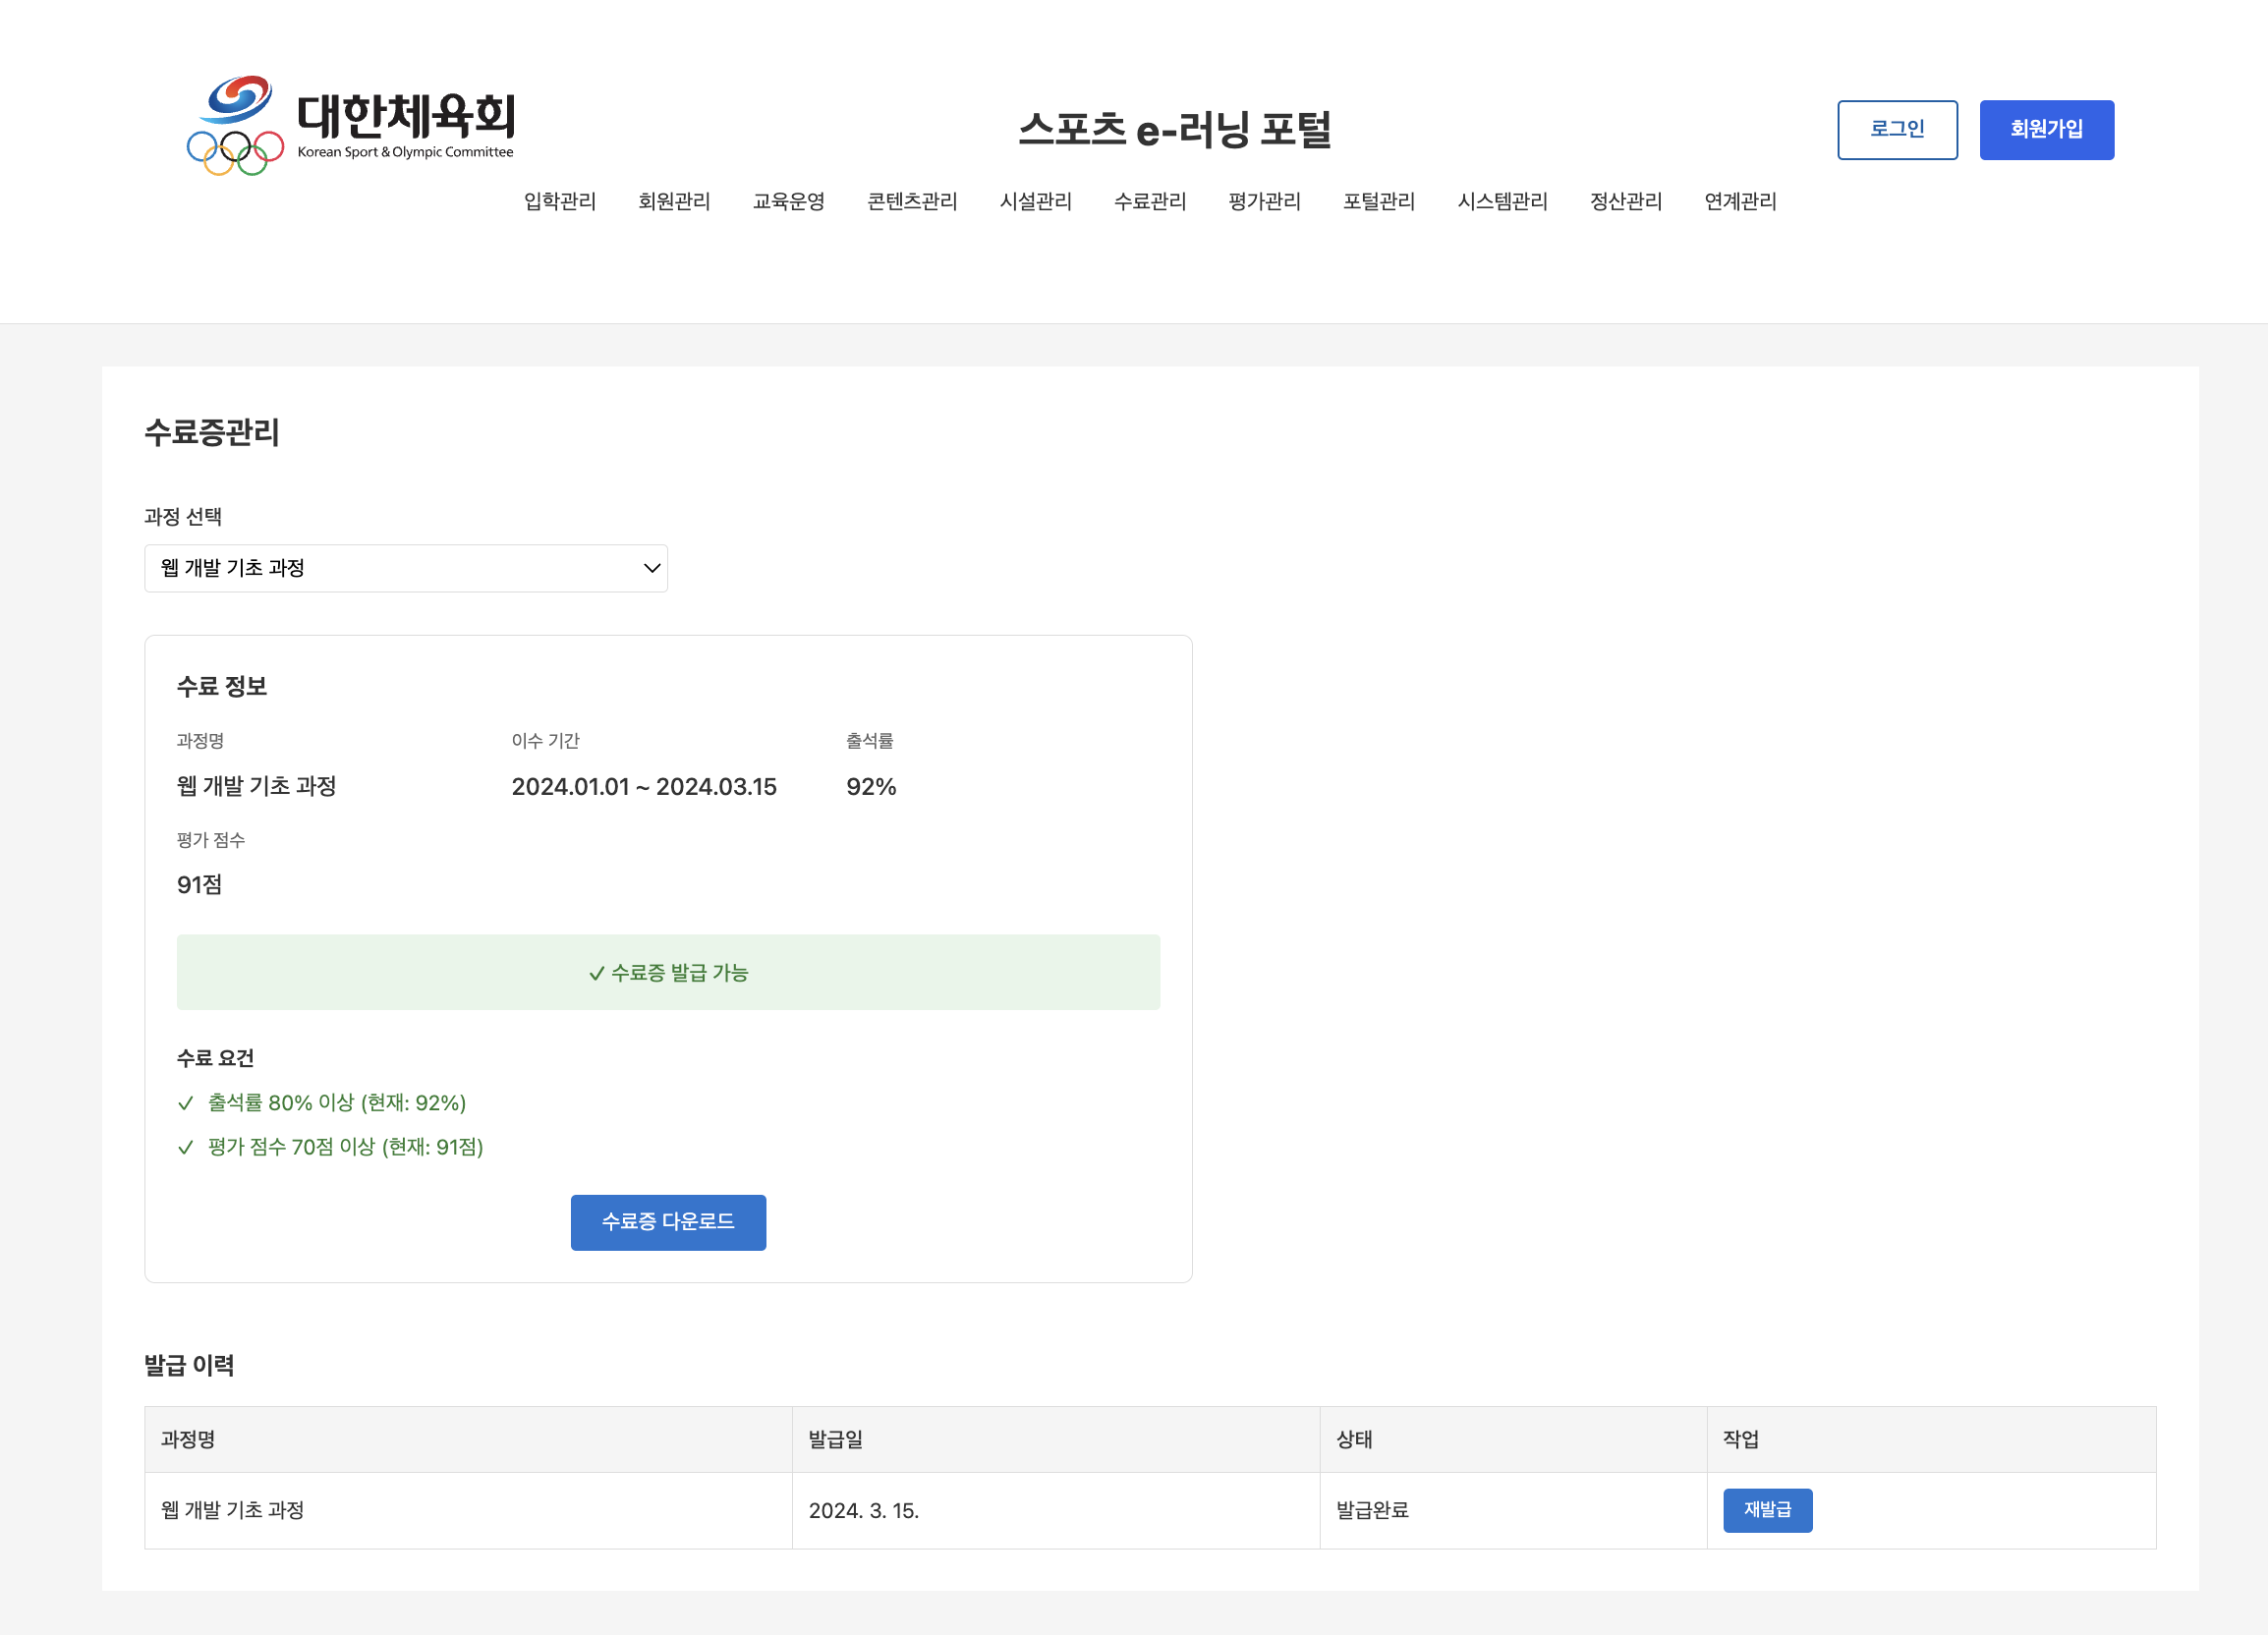 대한체육회
Korean Sport & Olympic Committee
스포츠 e-러닝 포털
로그인
회원가입
입학관리 회원관리 교육운영 콘텐츠관리 시설관리 수료관리 평가관리 포털관리 시스템관리 정산관리 연계관리
수료증관리
과정 선택
웹 개발 기초 과정
수료 정보
과정명 이수 기간 출석률
웹 개발 기초 과정 2024.01.01 ~ 2024.03.15 92%
평가 점수
91점
✓ 수료증 발급 가능
수료 요건
✓ 출석률 80% 이상 (현재: 92%)
✓ 평가 점수 70점 이상 (현재: 91점)
수료증 다운로드
발급 이력
과정명 발급일 상태 작업
웹 개발 기초 과정 2024. 3. 15. 발급완료 재발급